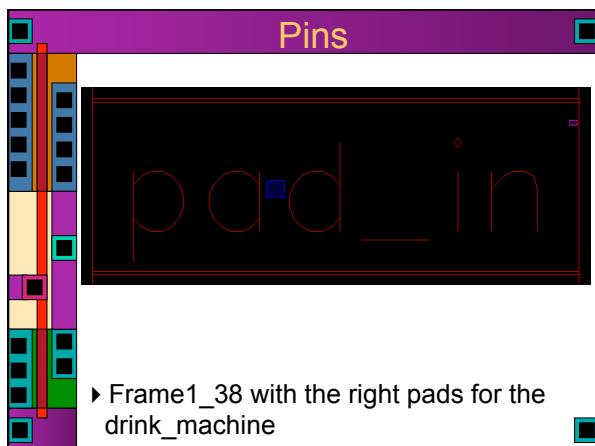 Pins
pad_in
Frame1_38 with the right pads for the
drink_machine